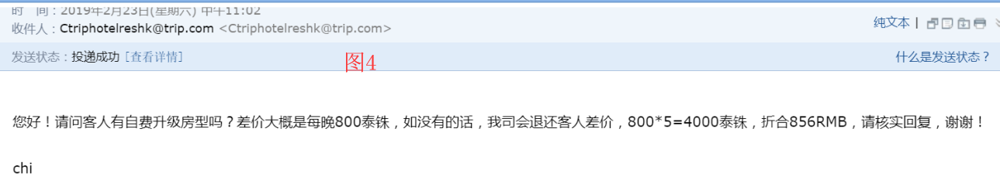 时 间：2019年2月23日(星期六) 中午11:02
收件人：Ctriphotelreshk@trip.com <Ctriphotelreshk@trip.com>
纯文本 |
发送状态：投递成功 [查看详情]
什么是发送状态？
图4
您好！请问客人有自费升级房型吗？差价大概是每晚800泰铢，如没有的话，我司会退还客人差价，800*5=4000泰铢，折合856RMB，请核实回复，谢谢！
chi